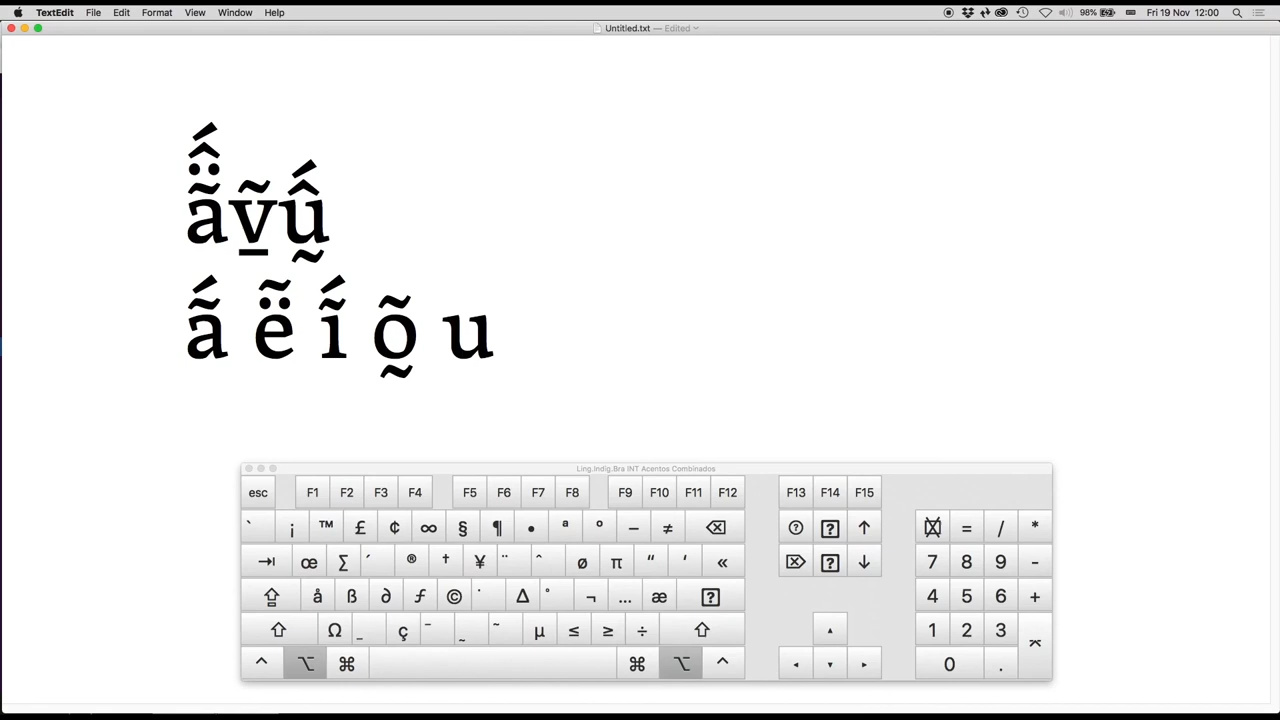 TextEdit File Edit Format View Window Help 98% Fri 19 Nov 12:00
Untitled.txt — Edited
ã̈̂́ṽ̱ṵ̂́
ã́ ë̃ ĩ́ õ̰ u
Ling.Indig.Bra INT Acentos Combinados
esc F1 F2 F3 F4 F5 F6 F7 F8 F9 F10 F11 F12 F13 F14 F15
` ¡ ™ £ ¢ ∞ § ¶ • ª º – ≠ = / *
œ ∑ ´ ® † ¥ ¨ ˆ ø π “ ‘ « 7 8 9 -
å ß ∂ ƒ © ˙ ∆ ˚ ¬ … æ 4 5 6 +
Ω _ ç ¯ ˷ ˜ µ ≤ ≥ ÷ 1 2 3
0 .